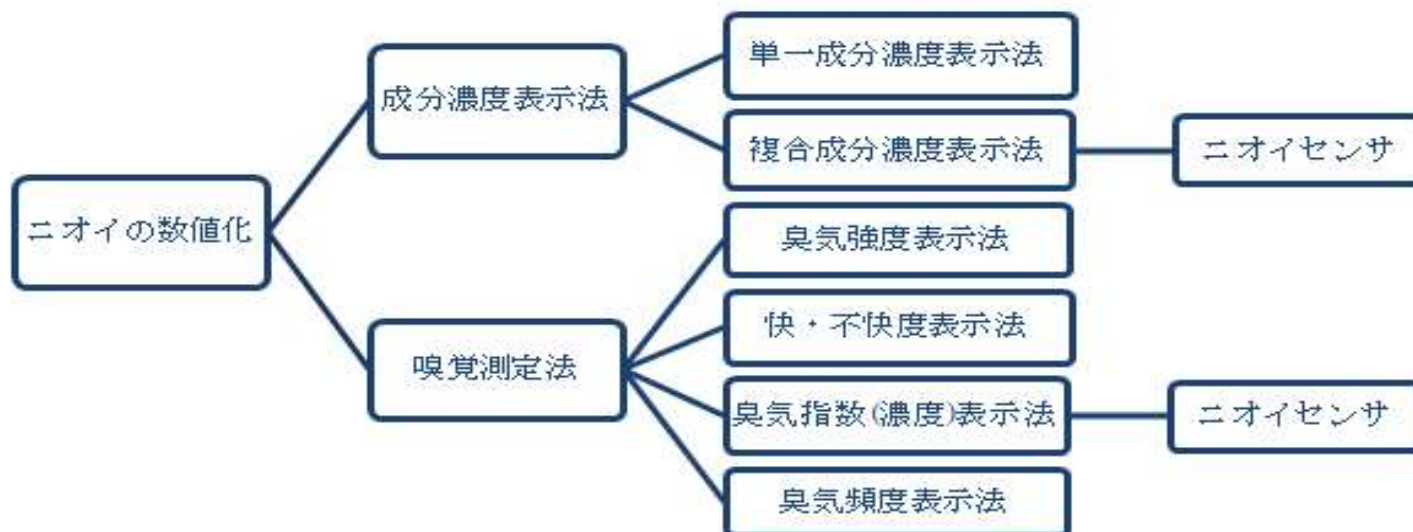 ニオイの数値化
成分濃度表示法
単一成分濃度表示法
複合成分濃度表示法
ニオイセンサ
嗅覚測定法
臭気強度表示法
快・不快度表示法
臭気指数(濃度)表示法
ニオイセンサ
臭気頻度表示法